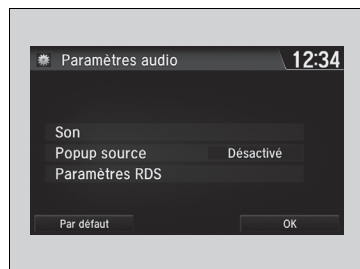 Paramètres audio 12:34
Son
Popup source Désactivé
Paramètres RDS
Par défaut OK